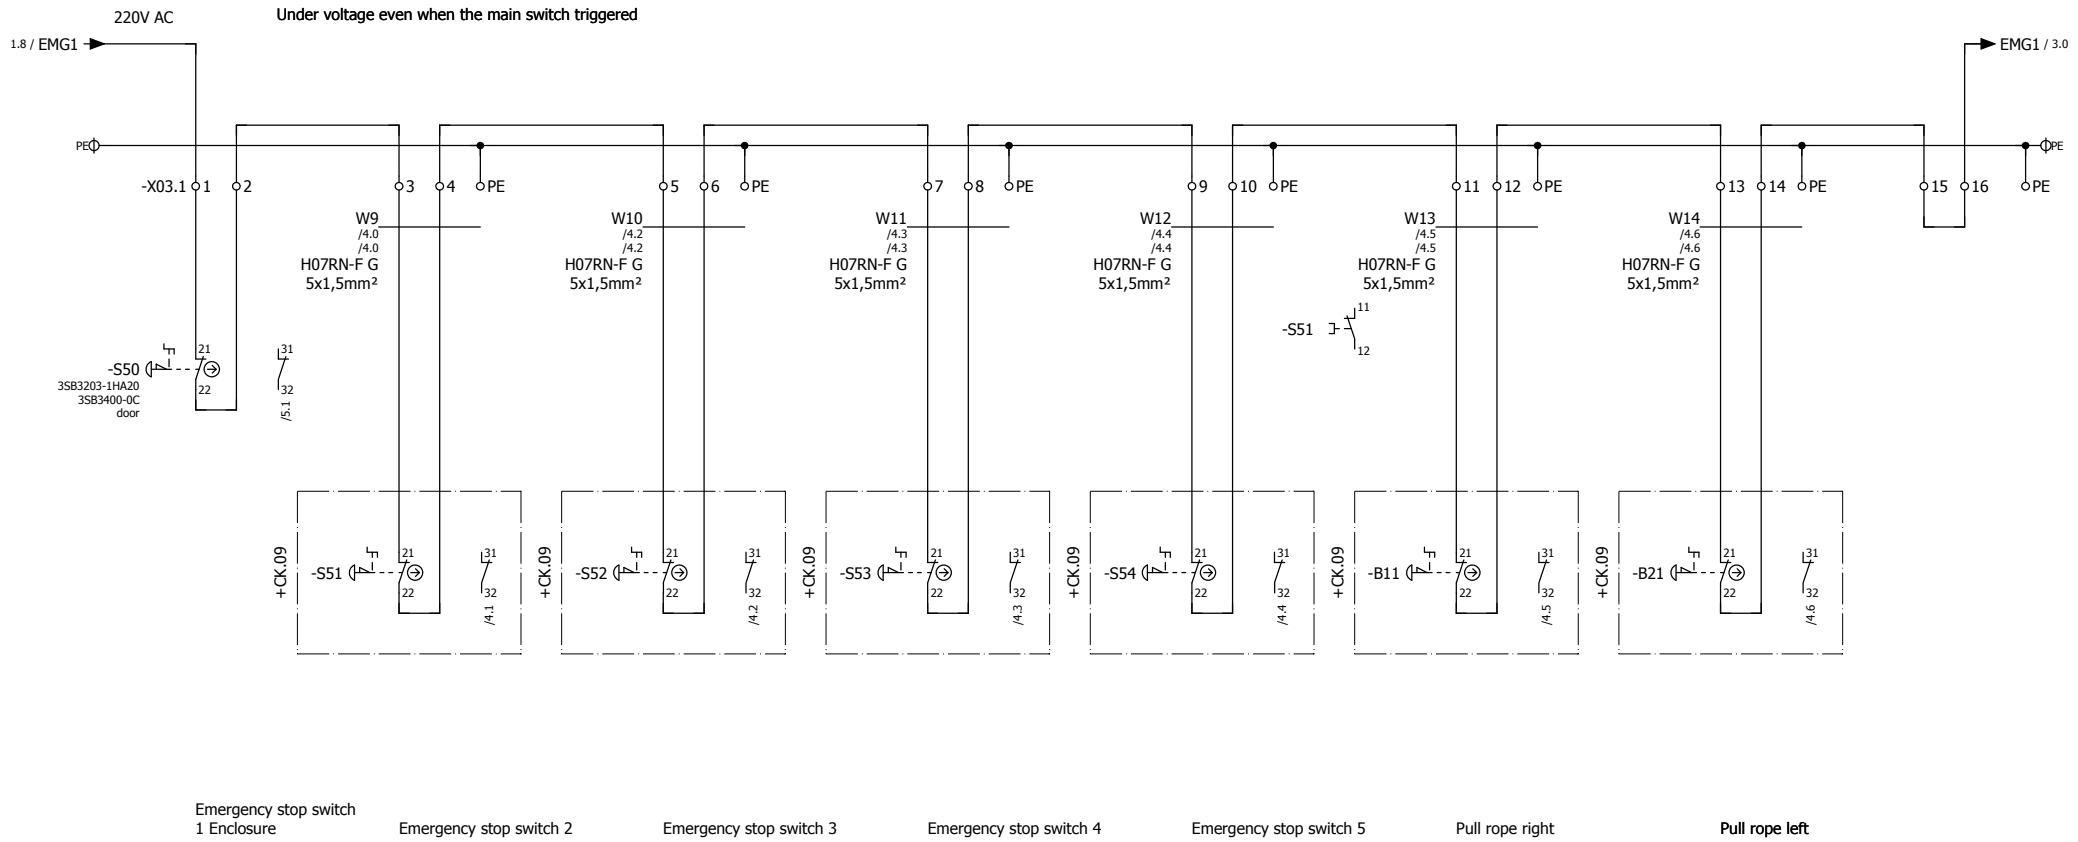 220V AC
Under voltage even when the main switch triggered
1.8 / EMG1
EMG1 / 3.0
PE
PE
-X03.1 1 2 3 4 PE 5 6 PE 7 8 PE 9 10 PE 11 12 PE 13 14 PE 15 16 PE
W9
/4.0
/4.0
H07RN-F G
5x1,5mm²
W10
/4.2
/4.2
H07RN-F G
5x1,5mm²
W11
/4.3
/4.3
H07RN-F G
5x1,5mm²
W12
/4.4
/4.4
H07RN-F G
5x1,5mm²
W13
/4.5
/4.5
H07RN-F G
5x1,5mm²
W14
/4.6
/4.6
H07RN-F G
5x1,5mm²
-S51
11
12
-S50
3SB3203-1HA20
3SB3400-0C
door
21
22
31
32
/5.1
+CK.09
-S51
21
22
31
32
/4.1
+CK.09
-S52
21
22
31
32
/4.2
+CK.09
-S53
21
22
31
32
/4.3
+CK.09
-S54
21
22
31
32
/4.4
+CK.09
-B11
21
22
31
32
/4.5
+CK.09
-B21
21
22
31
32
/4.6
Emergency stop switch
1 Enclosure
Emergency stop switch 2
Emergency stop switch 3
Emergency stop switch 4
Emergency stop switch 5
Pull rope right
Pull rope left